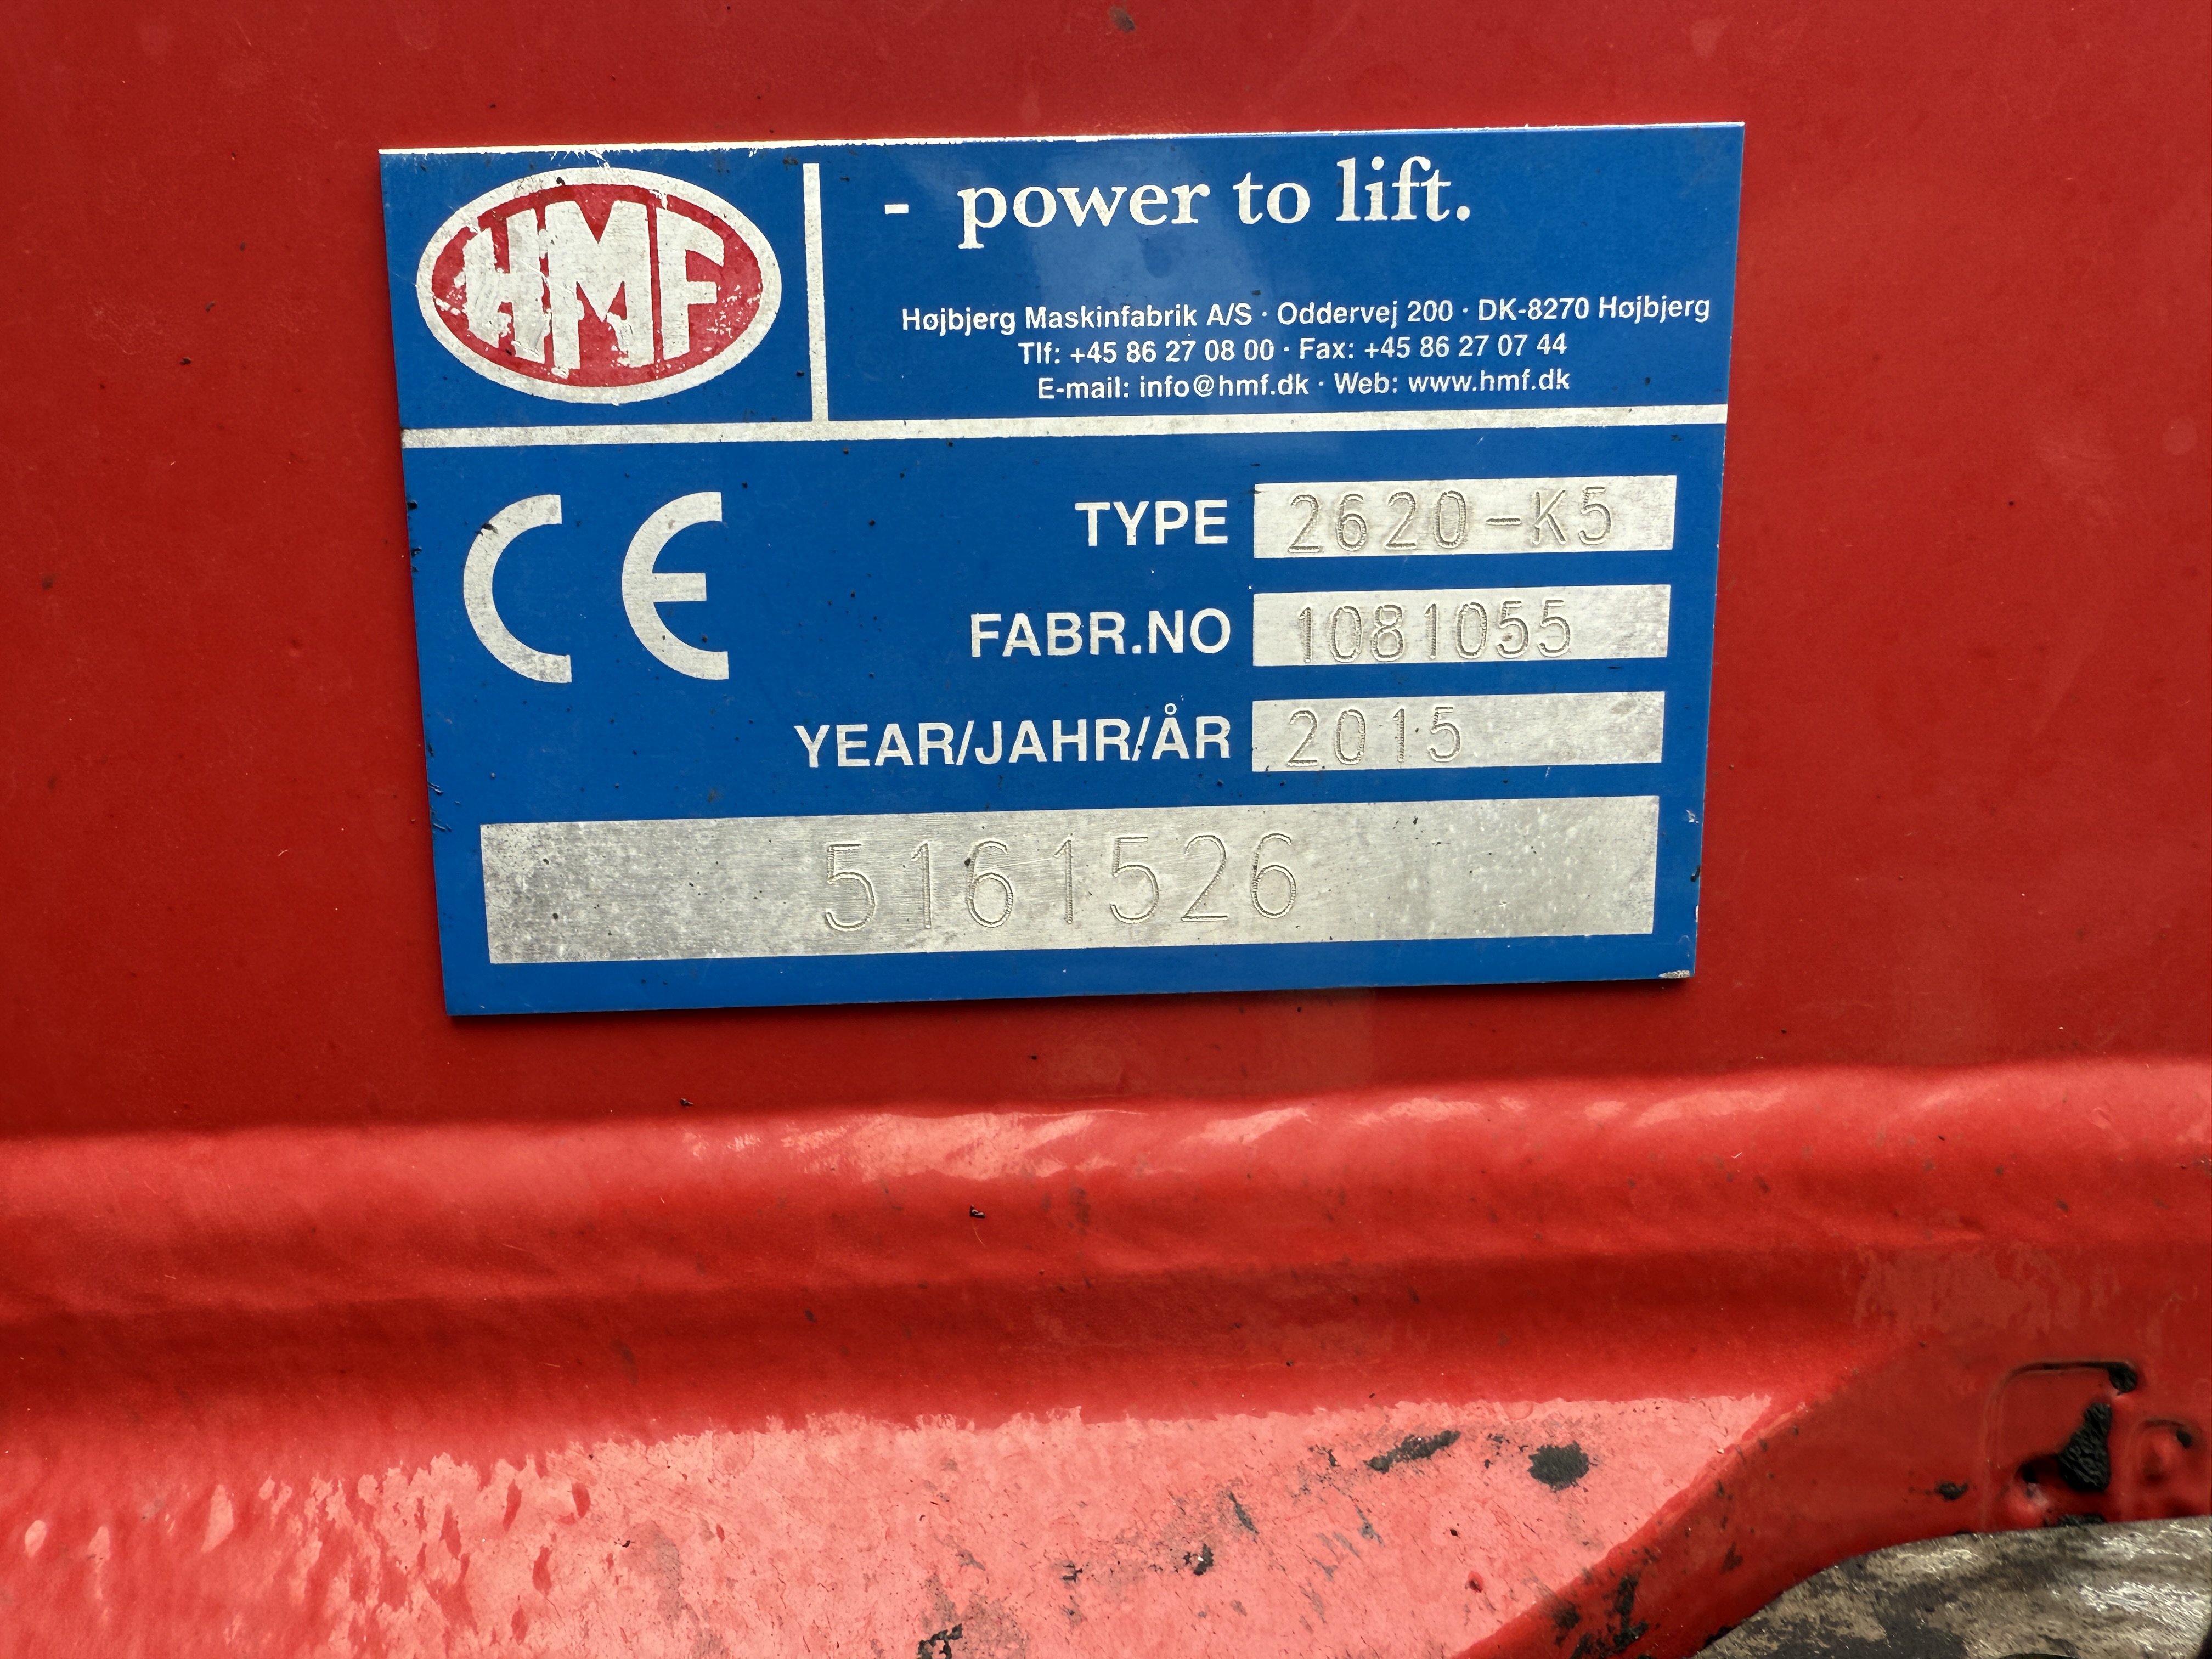 HMF
- power to lift.
Højbjerg Maskinfabrik A/S · Oddervej 200 · DK-8270 Højbjerg
Tlf: +45 86 27 08 00 · Fax: +45 86 27 07 44
E-mail: info@hmf.dk · Web: www.hmf.dk
CE
TYPE 2620-K5
FABR.NO 1081055
YEAR/JAHR/ÅR 2015
5161526